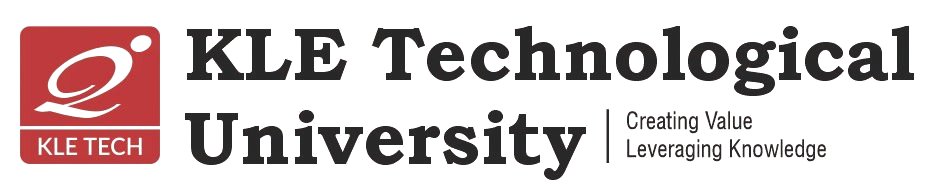 KLE TECH
KLE Technological
University
Creating Value
Leveraging Knowledge